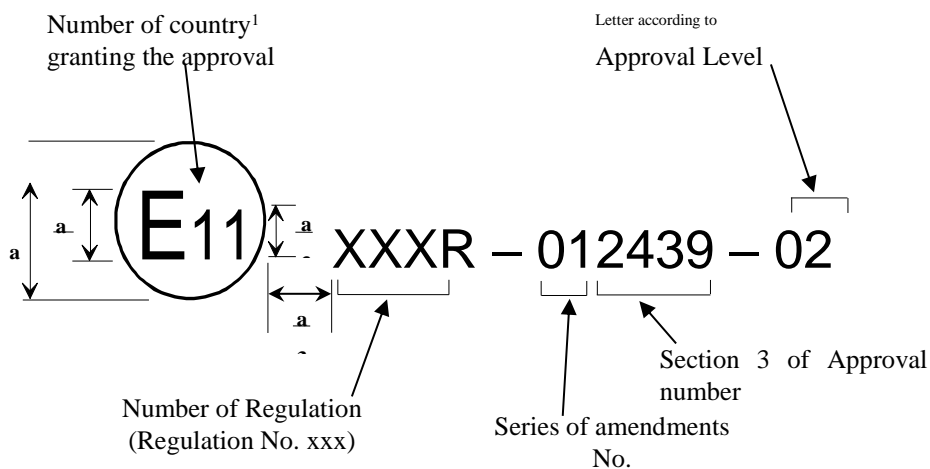 Number of country1
granting the approval
Letter according to
Approval Level
E11
a
a
a
XXXR – 012439 – 02
a
Section 3 of Approval
number
Number of Regulation
(Regulation No. xxx)
Series of amendments
No.